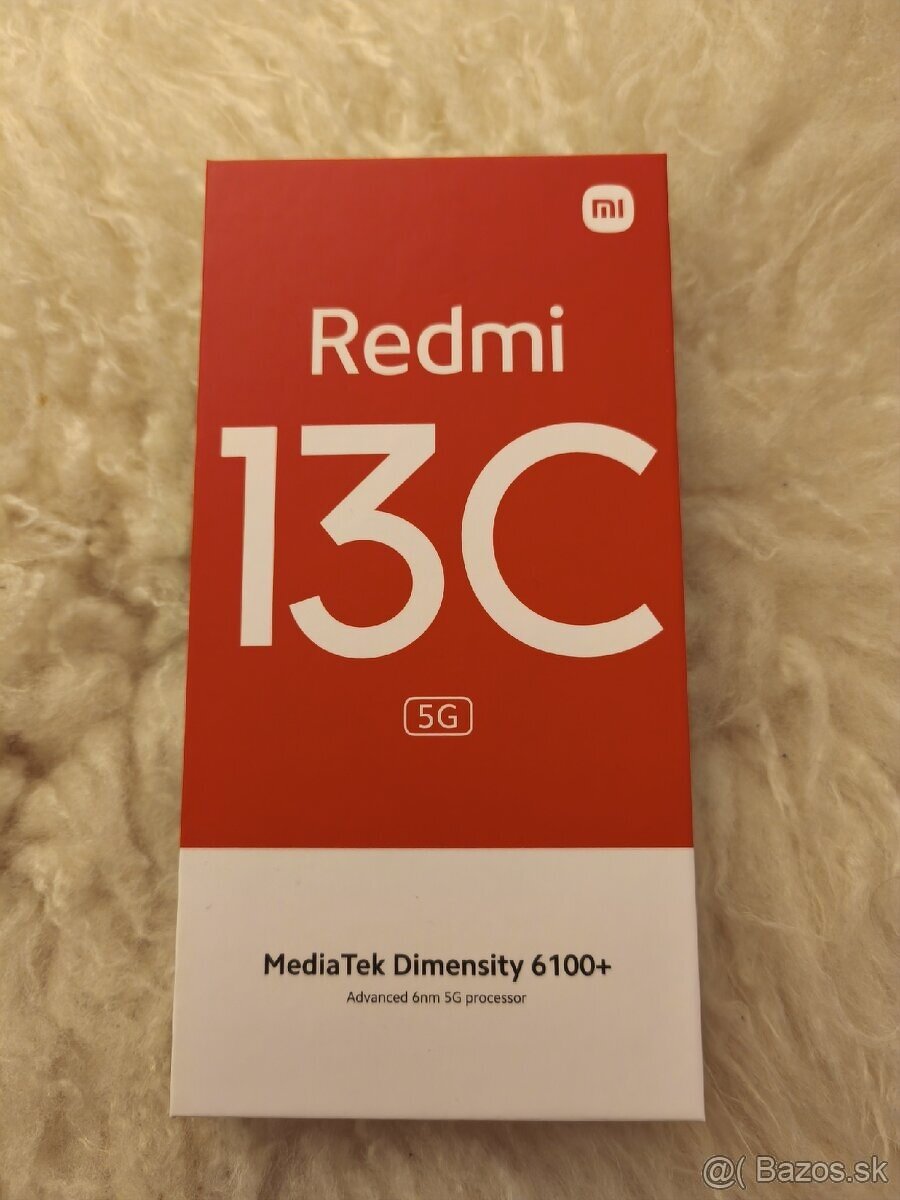 mi
Redmi
13C
5G
MediaTek Dimensity 6100+
Advanced 6nm 5G processor
@( Bazos.sk